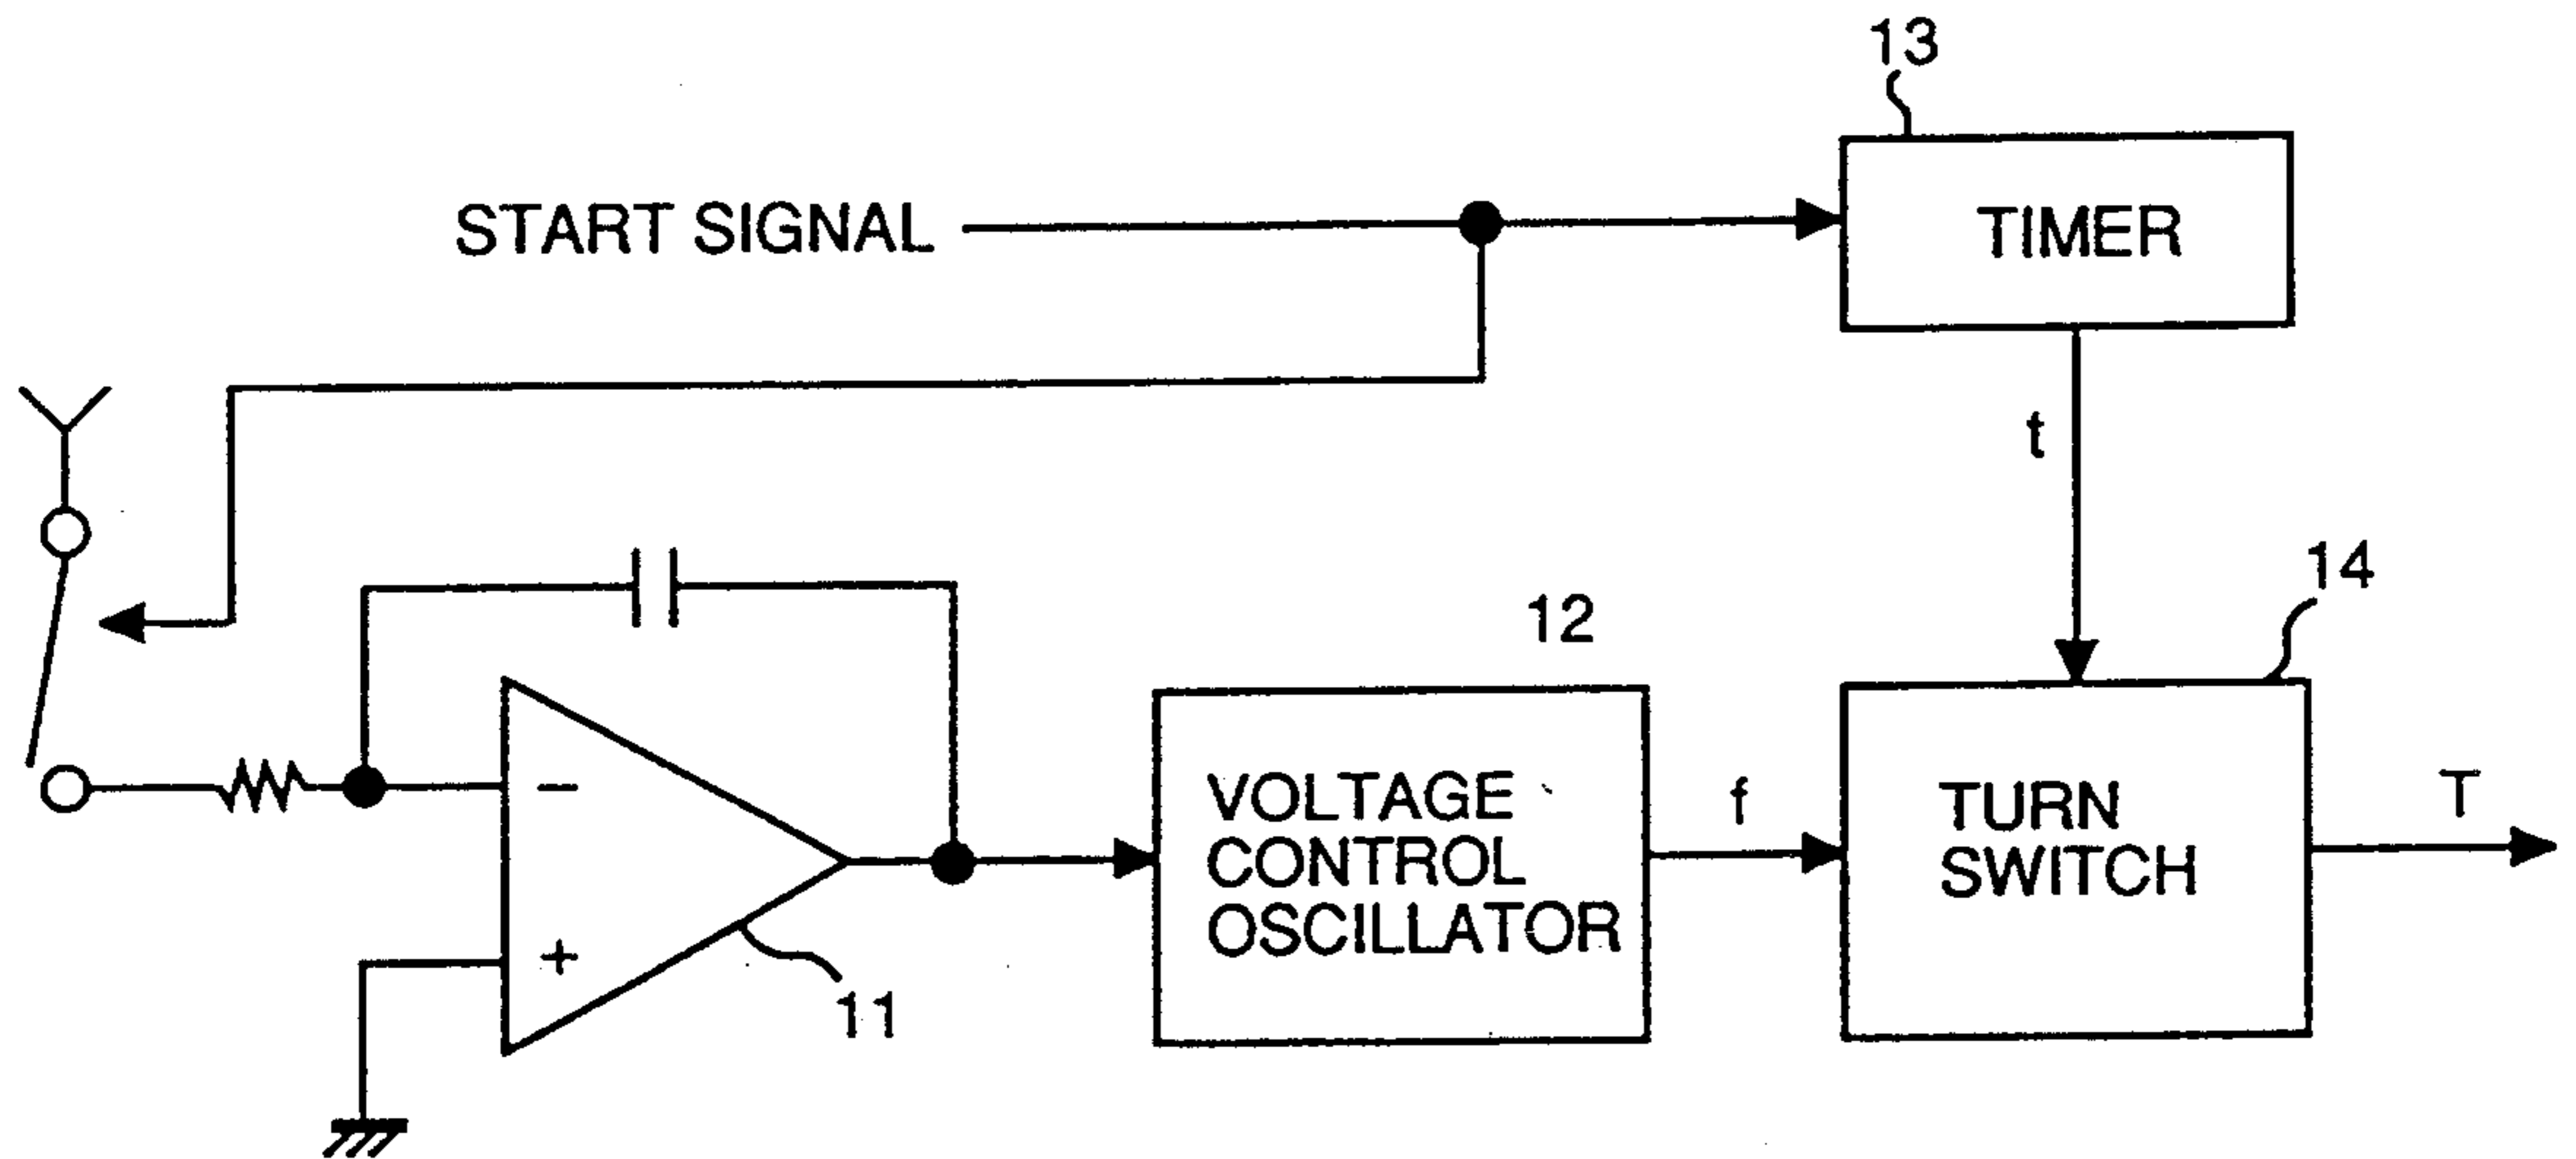 13
START SIGNAL
TIMER
t
14
12
VOLTAGE
CONTROL
OSCILLATOR
f
TURN
SWITCH
T
−
+
11